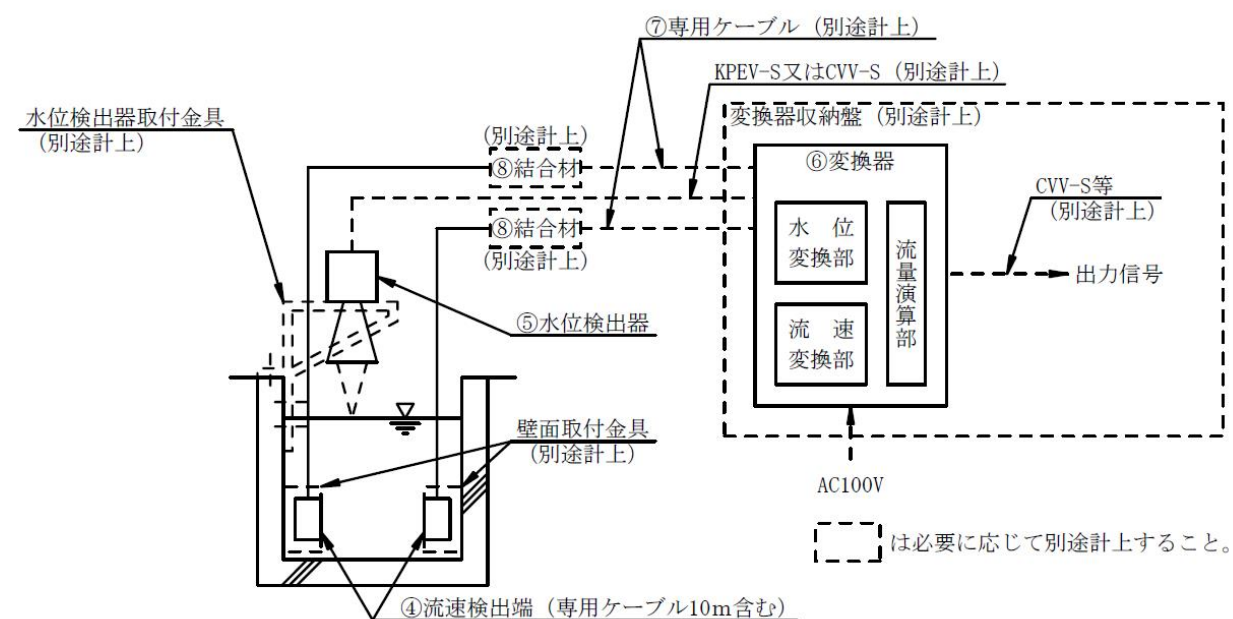 ⑦専用ケーブル (別途計上)
KPEV-S又はCVV-S (別途計上)
水位検出器取付金具
(別途計上)
変換器収納盤 (別途計上)
(別途計上)
⑧結合材
⑥変換器
CVV-S等
(別途計上)
⑧結合材
(別途計上)
水 位
変換部
流量演算部
出力信号
⑤水位検出器
流 速
変換部
壁面取付金具
(別途計上)
AC100V
は必要に応じて別途計上すること。
④流速検出端 (専用ケーブル10m含む)